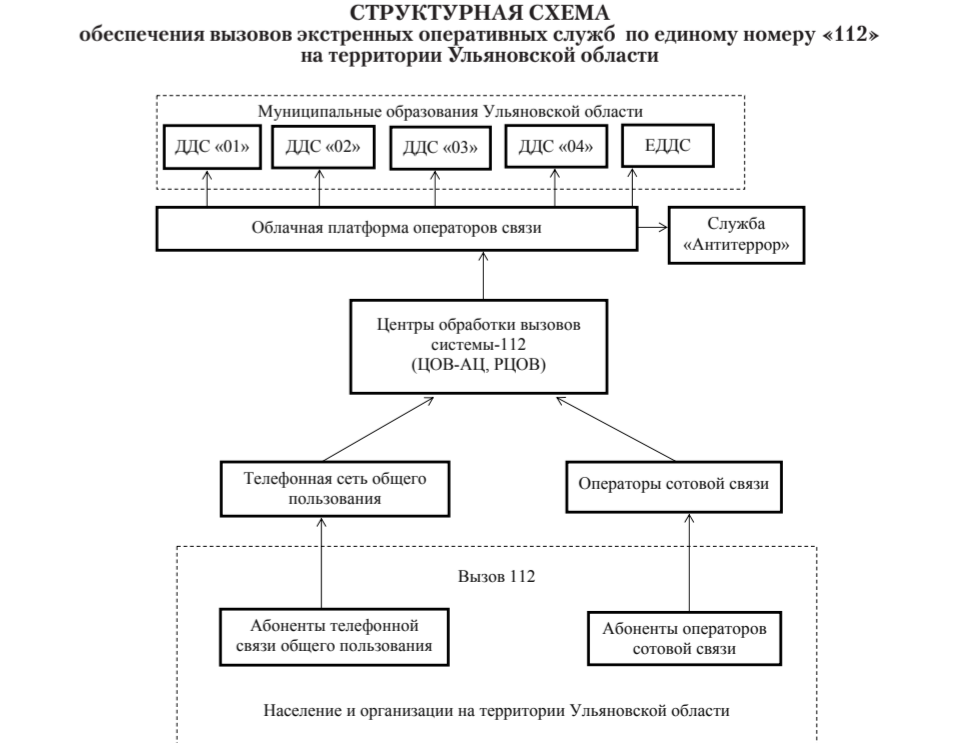 СТРУКТУРНАЯ СХЕМА
обеспечения вызовов экстренных оперативных служб по единому номеру «112»
на территории Ульяновской области
Муниципальные образования Ульяновской области
ДДС «01»
ДДС «02»
ДДС «03»
ДДС «04»
ЕДДС
Облачная платформа операторов связи
Служба
«Антитеррор»
Центры обработки вызовов
системы-112
(ЦОВ-АЦ, РЦОВ)
Телефонная сеть общего
пользования
Операторы сотовой связи
Вызов 112
Абоненты телефонной
связи общего пользования
Абоненты операторов
сотовой связи
Население и организации на территории Ульяновской области